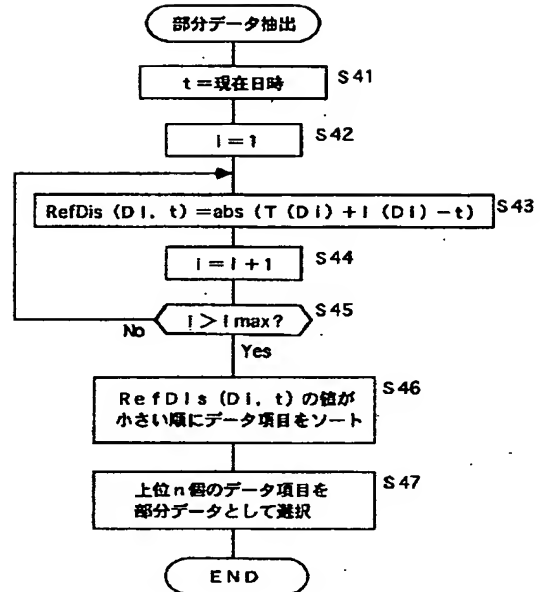 部分データ抽出
t=現在日時
S41
i=1
S42
RefDis (Di, t) =abs (T (Di) +I (Di) -t)
S43
i=i+1
S44
i>imax?
S45
No
Yes
RefDis (Di, t) の値が
小さい順にデータ項目をソート
S46
上位n個のデータ項目を
部分データとして選択
S47
END